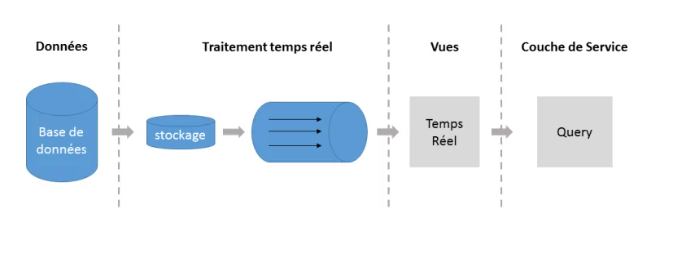 Données
Traitement temps réel
Vues
Couche de Service
Base de
données
stockage
Temps
Réel
Query